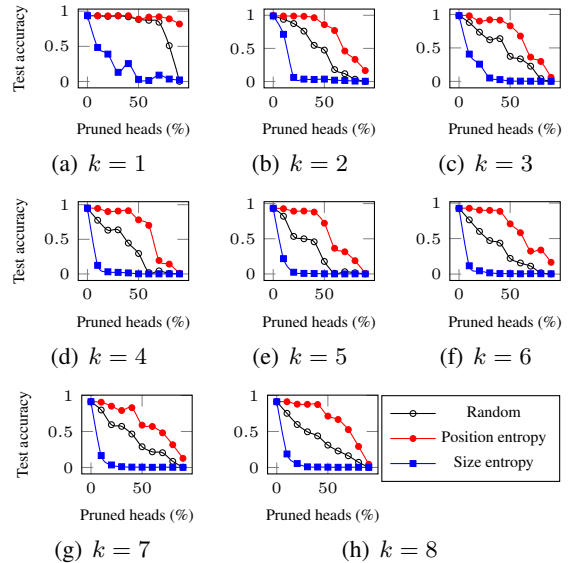 Test accuracy
1
0.5
0
0
50
Pruned heads (%)
(a) k = 1
1
0.5
0
0
50
Pruned heads (%)
(b) k = 2
1
0.5
0
0
50
Pruned heads (%)
(c) k = 3
Test accuracy
1
0.5
0
0
50
Pruned heads (%)
(d) k = 4
1
0.5
0
0
50
Pruned heads (%)
(e) k = 5
1
0.5
0
0
50
Pruned heads (%)
(f) k = 6
Test accuracy
1
0.5
0
0
50
Pruned heads (%)
(g) k = 7
1
0.5
0
0
50
Pruned heads (%)
(h) k = 8
Random
Position entropy
Size entropy